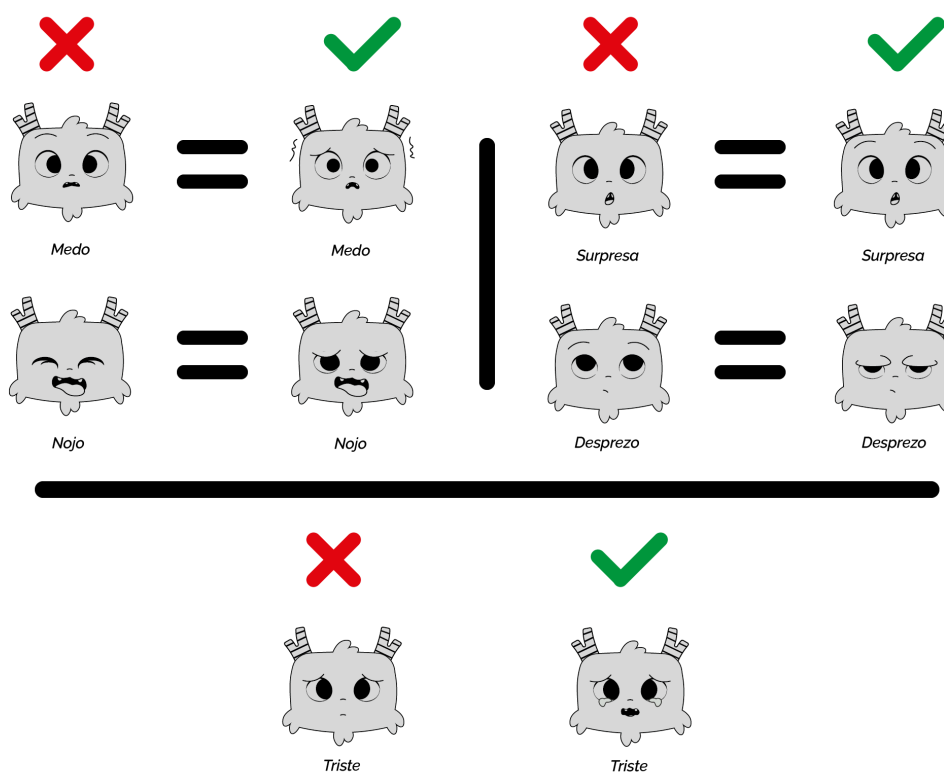 Medo
Medo
Surpresa
Surpresa
Nojo
Nojo
Desprezo
Desprezo
Triste
Triste